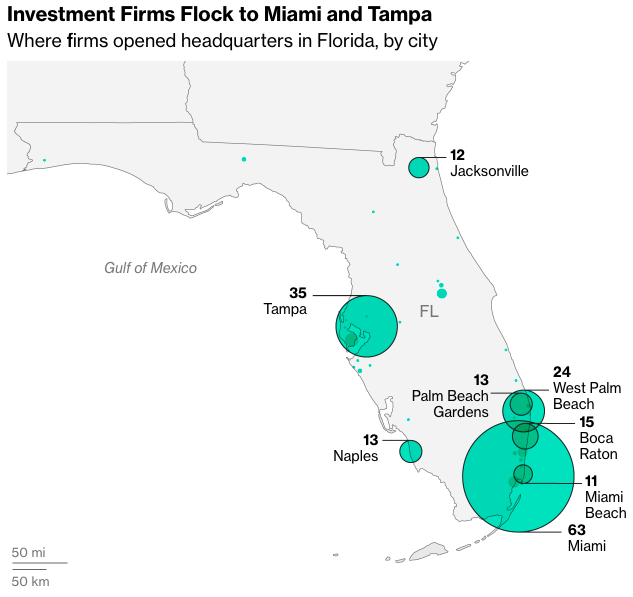 Investment Firms Flock to Miami and Tampa
Where firms opened headquarters in Florida, by city
12
Jacksonville
Gulf of Mexico
35
Tampa
FL
13
Palm Beach
Gardens
24
West Palm
Beach
15
Boca
Raton
13
Naples
11
Miami
Beach
63
Miami
50 mi
50 km